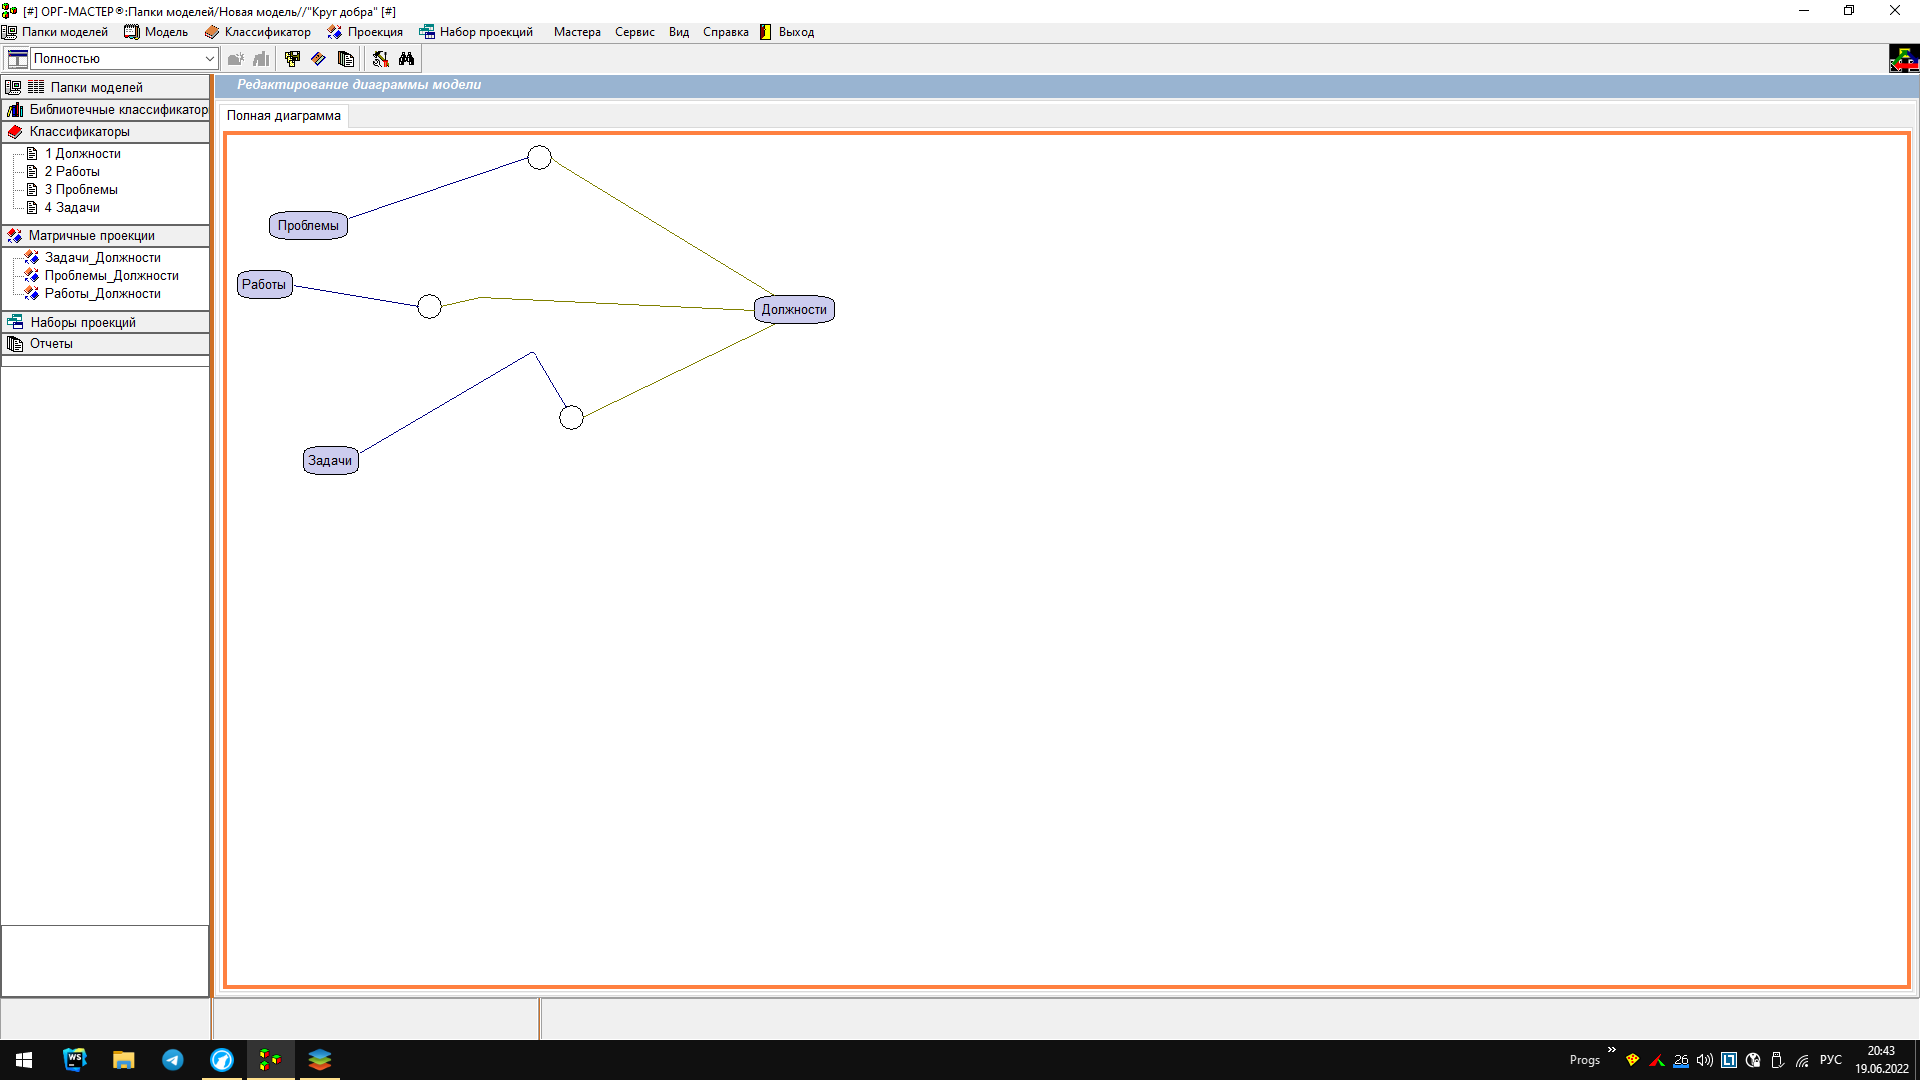 [#] ОРГ-МАСТЕР®:Папки моделей/Новая модель//"Круг добра" [#]
Папки моделей Модель Классификатор Проекция Набор проекций Мастера Сервис Вид Справка Выход
Полностью
Папки моделей
Библиотечные классификатор
Классификаторы
1 Должности
2 Работы
3 Проблемы
4 Задачи
Матричные проекции
Задачи_Должности
Проблемы_Должности
Работы_Должности
Наборы проекций
Отчеты
Редактирование диаграммы модели
Полная диаграмма
Проблемы
Работы
Должности
Задачи
WS
Progs » 26 РУС
20:43
19.06.2022